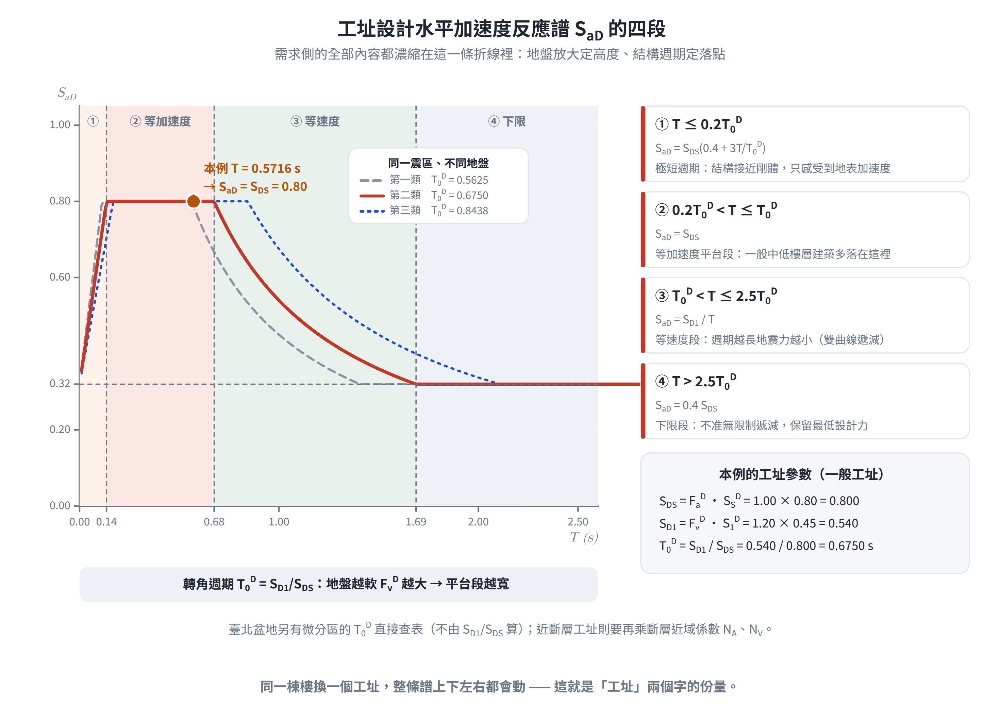 工址設計水平加速度反應譜 SaD 的四段
需求側的全部內容都濃縮在這一條折線裡：地盤放大定高度、結構週期定落點
SaD
1.00
0.80
0.60
0.32
0.20
0.00
① ② 等加速度 ③ 等速度 ④ 下限
本例 T = 0.5716 s
→ SaD = SDS = 0.80
同一震區、不同地盤
第一類 T0D = 0.5625
第二類 T0D = 0.6750
第三類 T0D = 0.8438
0.00 0.14 0.68 1.00 1.69 2.00 2.50
T (s)
① T ≤ 0.2T0D
SaD = SDS(0.4 + 3T/T0D)
極短週期：結構接近剛體，只感受到地表加速度
② 0.2T0D < T ≤ T0D
SaD = SDS
等加速度平台段：一般中低樓層建築多落在這裡
③ T0D < T ≤ 2.5T0D
SaD = SD1 / T
等速度段：週期越長地震力越小（雙曲線遞減）
④ T > 2.5T0D
SaD = 0.4 SDS
下限段：不准無限制遞減，保留最低設計力
本例的工址參數（一般工址）
SDS = FaD · SSD = 1.00 × 0.80 = 0.800
SD1 = FvD · S1D = 1.20 × 0.45 = 0.540
T0D = SD1 / SDS = 0.540 / 0.800 = 0.6750 s
轉角週期 T0D = SD1/SDS：地盤越軟 FvD 越大 → 平台段越寬
臺北盆地另有微分區的 T0D 直接查表（不由 SD1/SDS 算）；近斷層工址則要再乘斷層近域係數 NA、NV。
同一棟樓換一個工址，整條譜上下左右都會動 —— 這就是「工址」兩個字的份量。